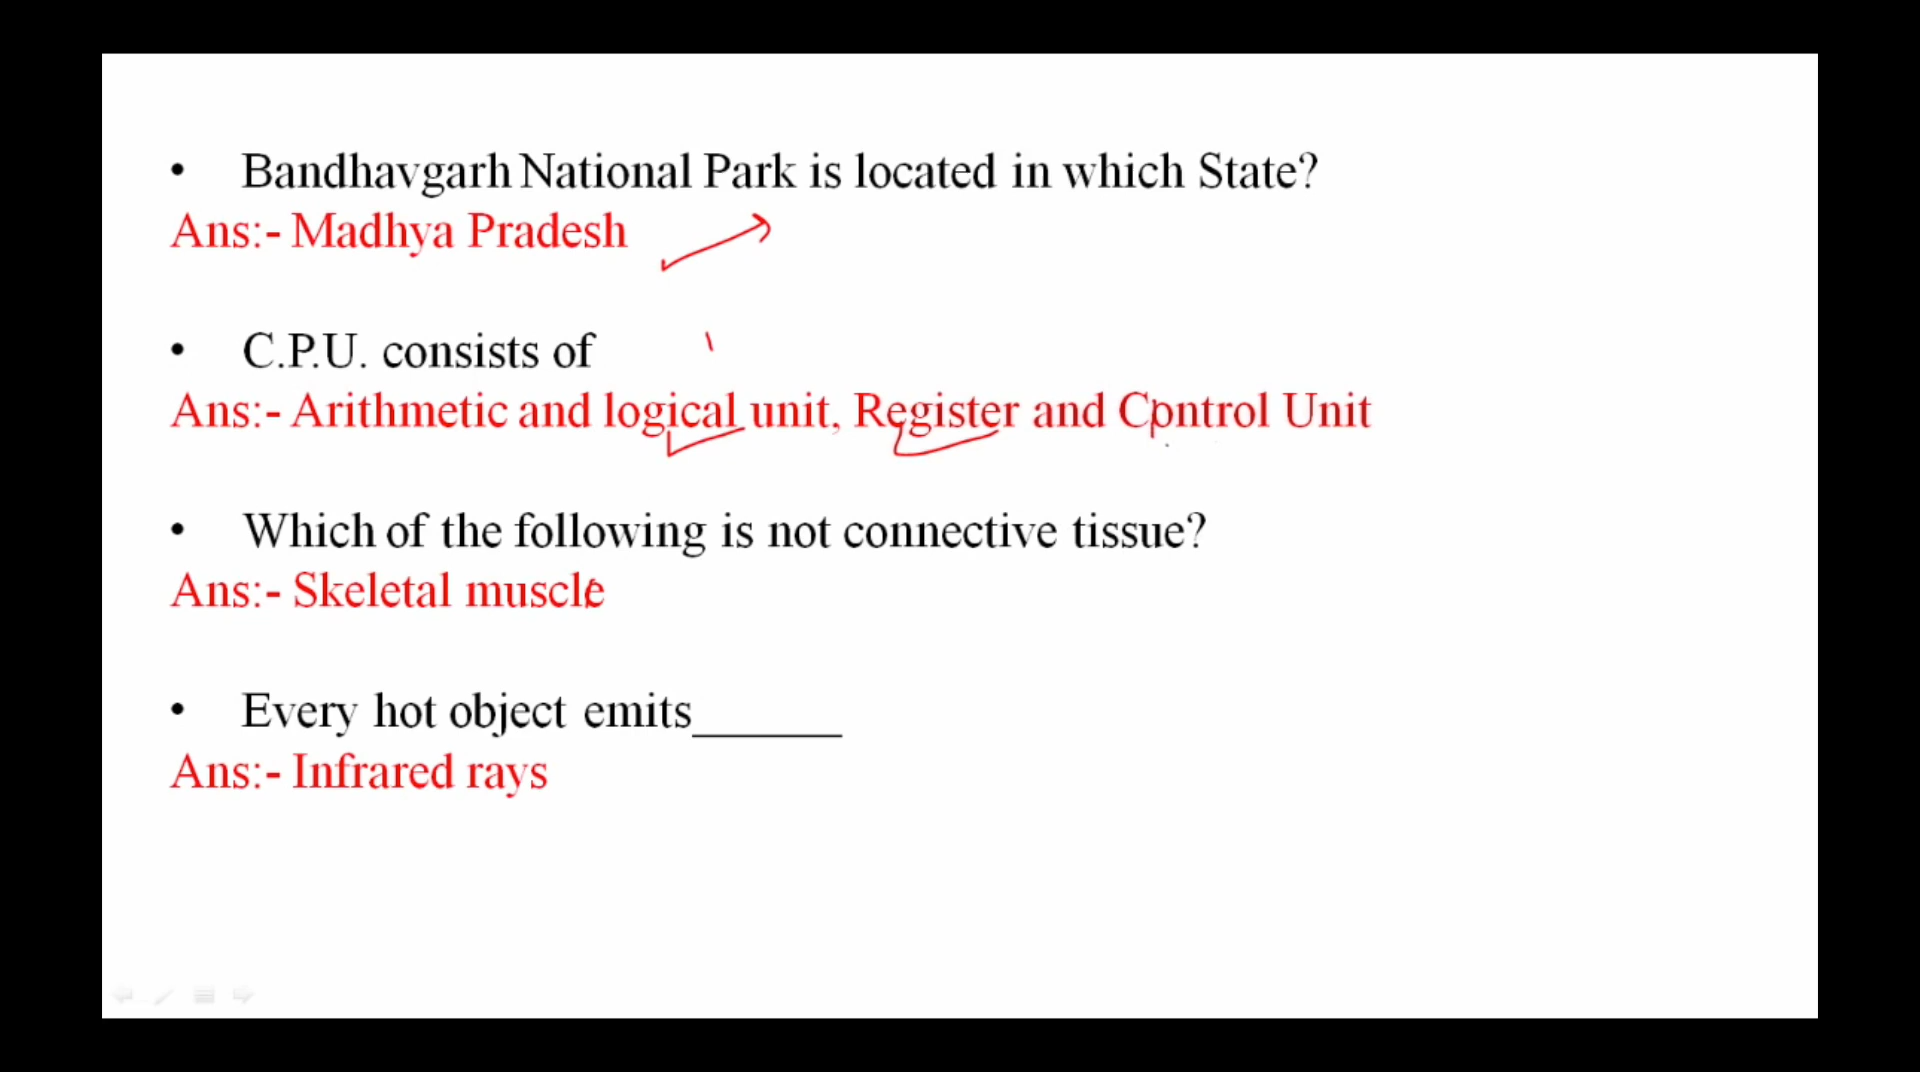 • Bandhavgarh National Park is located in which State?
Ans:- Madhya Pradesh
• C.P.U. consists of
Ans:- Arithmetic and logical unit, Register and Control Unit
• Which of the following is not connective tissue?
Ans:- Skeletal muscle
• Every hot object emits______
Ans:- Infrared rays